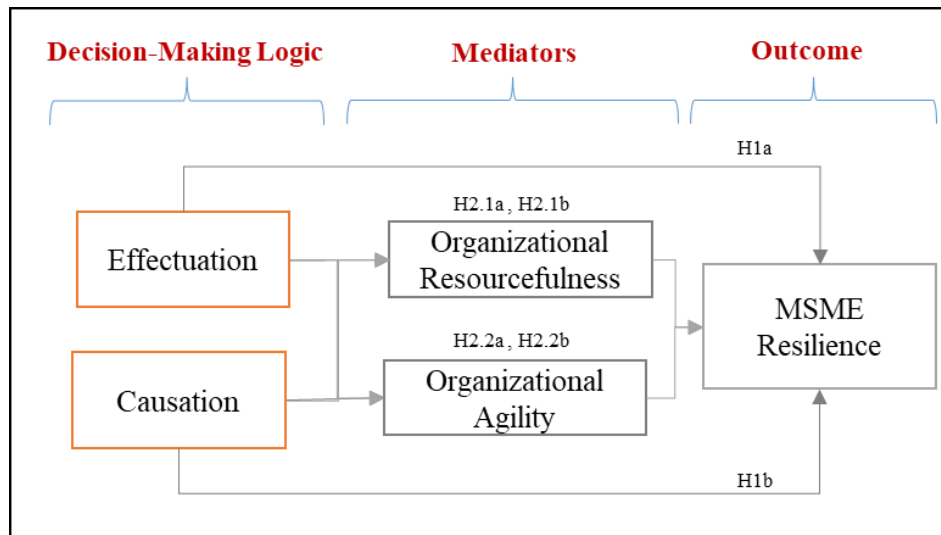 Decision-Making Logic
Mediators
Outcome
H1a
H2.1a , H2.1b
Effectuation
Organizational
Resourcefulness
MSME
Resilience
H2.2a , H2.2b
Causation
Organizational
Agility
H1b